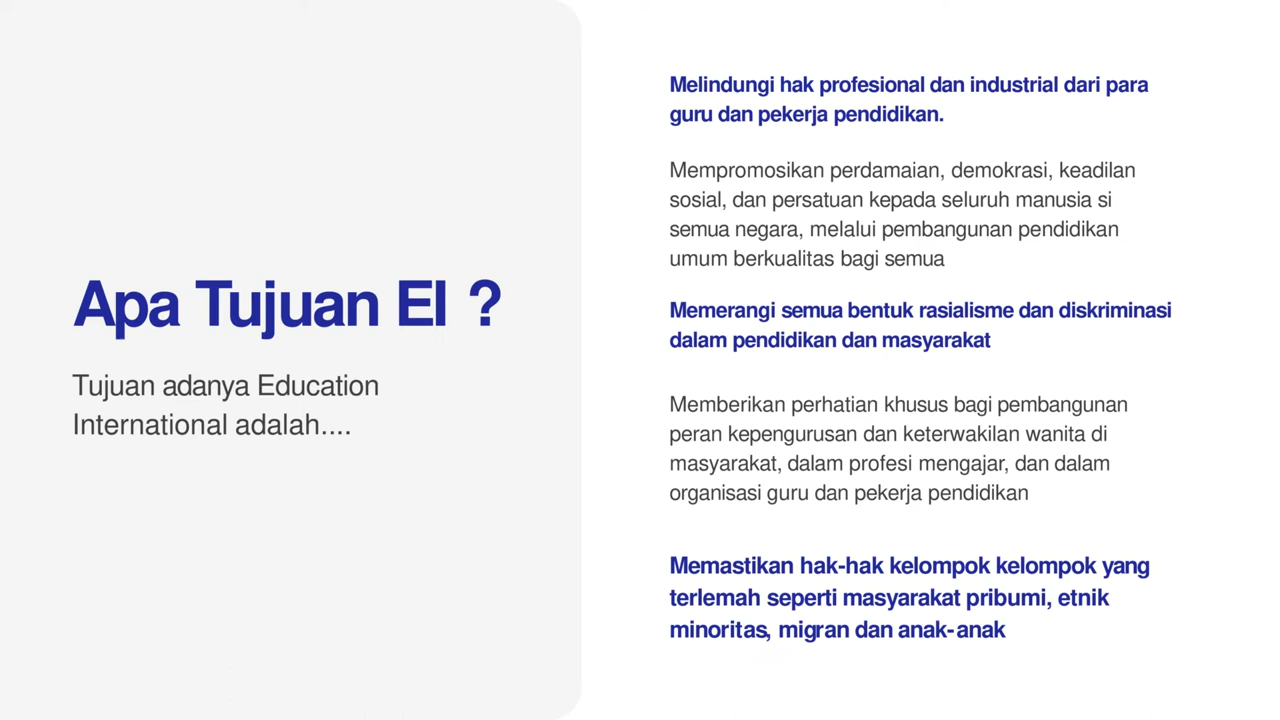 Apa Tujuan EI ?
Tujuan adanya Education
International adalah....
Melindungi hak profesional dan industrial dari para
guru dan pekerja pendidikan.
Mempromosikan perdamaian, demokrasi, keadilan
sosial, dan persatuan kepada seluruh manusia si
semua negara, melalui pembangunan pendidikan
umum berkualitas bagi semua
Memerangi semua bentuk rasialisme dan diskriminasi
dalam pendidikan dan masyarakat
Memberikan perhatian khusus bagi pembangunan
peran kepengurusan dan keterwakilan wanita di
masyarakat, dalam profesi mengajar, dan dalam
organisasi guru dan pekerja pendidikan
Memastikan hak-hak kelompok kelompok yang
terlemah seperti masyarakat pribumi, etnik
minoritas, migran dan anak-anak